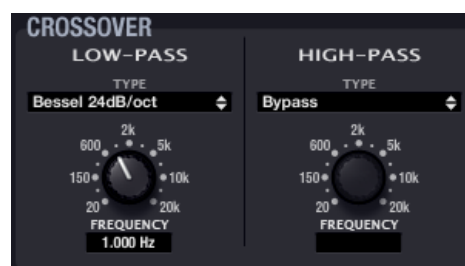 CROSSOVER
LOW-PASS
TYPE
Bessel 24dB/oct
2k
600 5k
150 10k
20 20k
FREQUENCY
1.000 Hz
HIGH-PASS
TYPE
Bypass
2k
600 5k
150 10k
20 20k
FREQUENCY